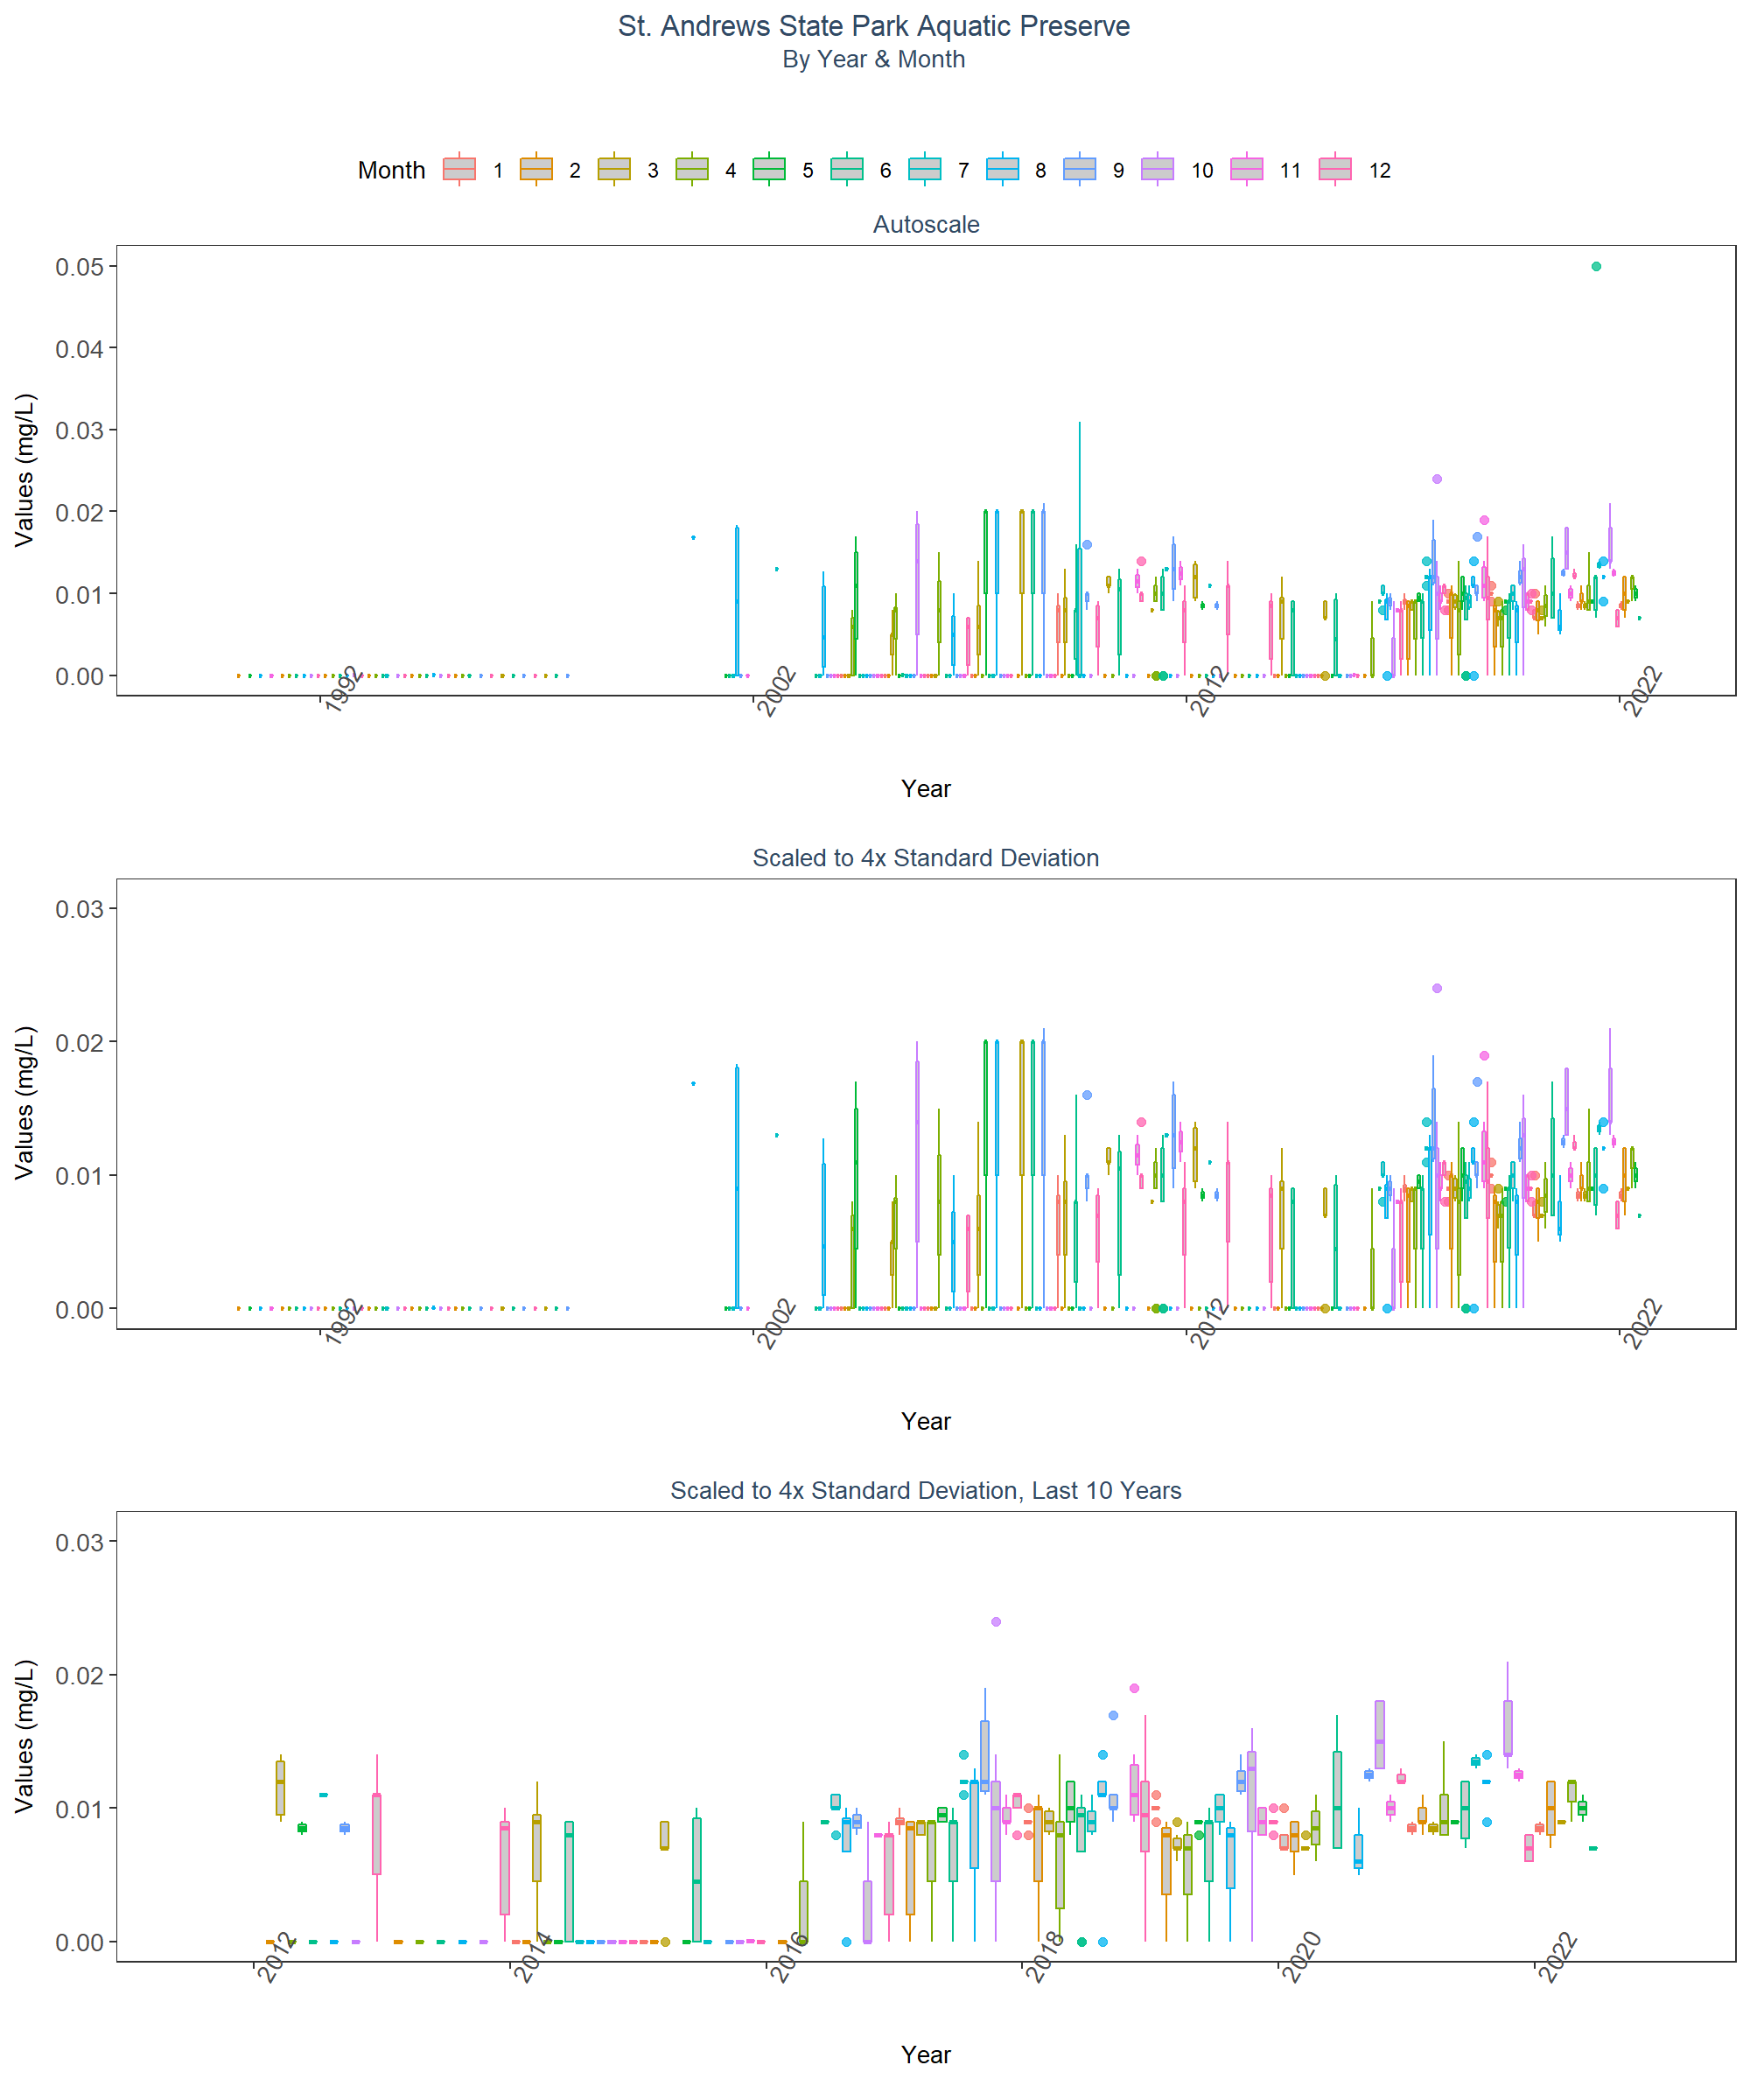 St. Andrews State Park Aquatic Preserve
By Year & Month
Month 1 2 3 4 5 6 7 8 9 10 11 12
Autoscale
Values (mg/L)
0.05
0.04
0.03
0.02
0.01
0.00
1992 2002 2012 2022
Year
Scaled to 4x Standard Deviation
Values (mg/L)
0.03
0.02
0.01
0.00
1992 2002 2012 2022
Year
Scaled to 4x Standard Deviation, Last 10 Years
Values (mg/L)
0.03
0.02
0.01
0.00
2012 2014 2016 2018 2020 2022
Year